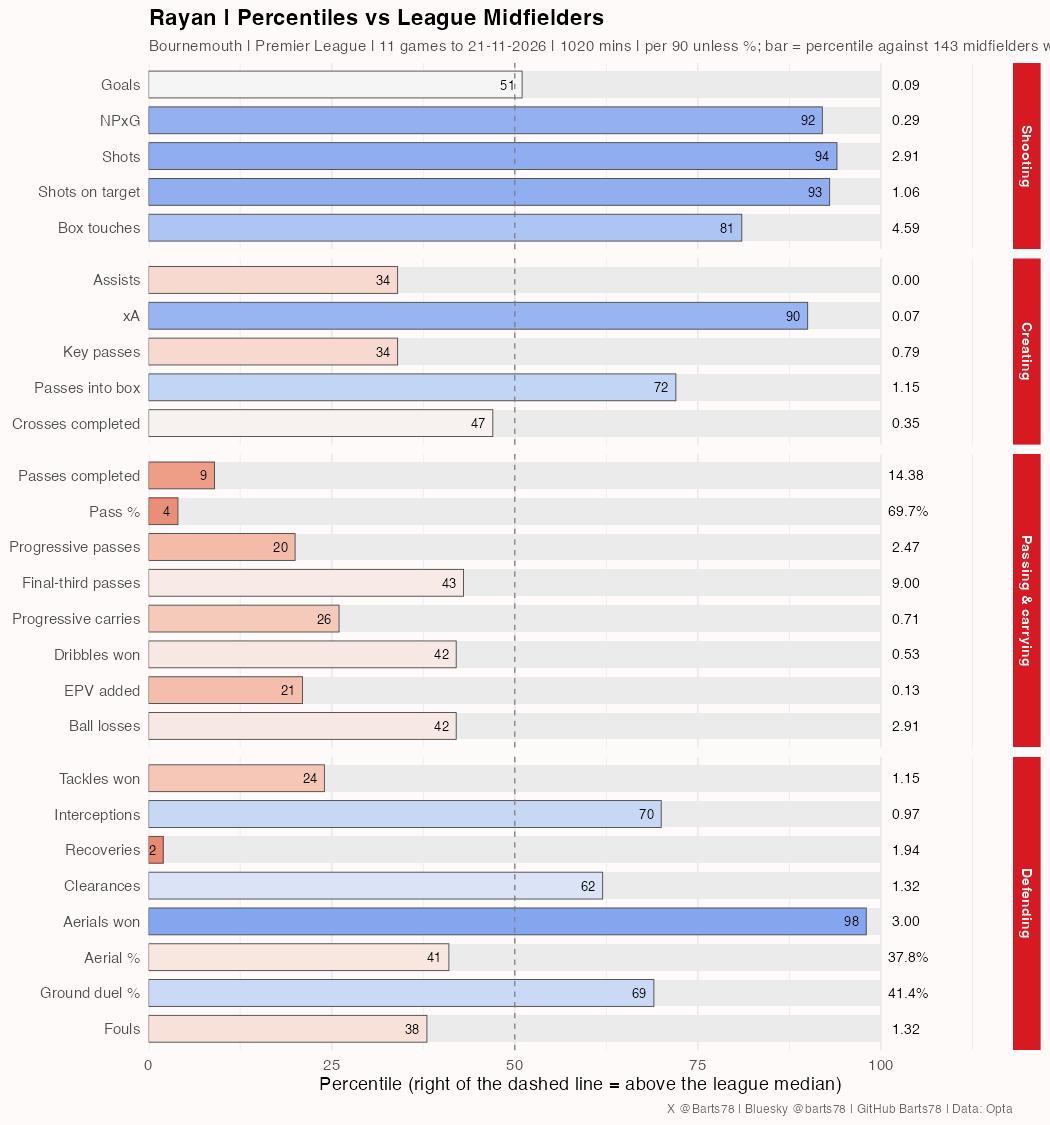 Rayan | Percentiles vs League Midfielders
Bournemouth | Premier League | 11 games to 21-11-2026 | 1020 mins | per 90 unless %; bar = percentile against 143 midfielders w
Goals 51 0.09
NPxG 92 0.29
Shots 94 2.91
Shots on target 93 1.06
Box touches 81 4.59
Shooting
Assists 34 0.00
xA 90 0.07
Key passes 34 0.79
Passes into box 72 1.15
Crosses completed 47 0.35
Creating
Passes completed 9 14.38
Pass % 4 69.7%
Progressive passes 20 2.47
Final-third passes 43 9.00
Progressive carries 26 0.71
Dribbles won 42 0.53
EPV added 21 0.13
Ball losses 42 2.91
Passing & carrying
Tackles won 24 1.15
Interceptions 70 0.97
Recoveries 2 1.94
Clearances 62 1.32
Aerials won 98 3.00
Aerial % 41 37.8%
Ground duel % 69 41.4%
Fouls 38 1.32
Defending
0 25 50 75 100
Percentile (right of the dashed line = above the league median)
X @Barts78 | Bluesky @barts78 | GitHub Barts78 | Data: Opta